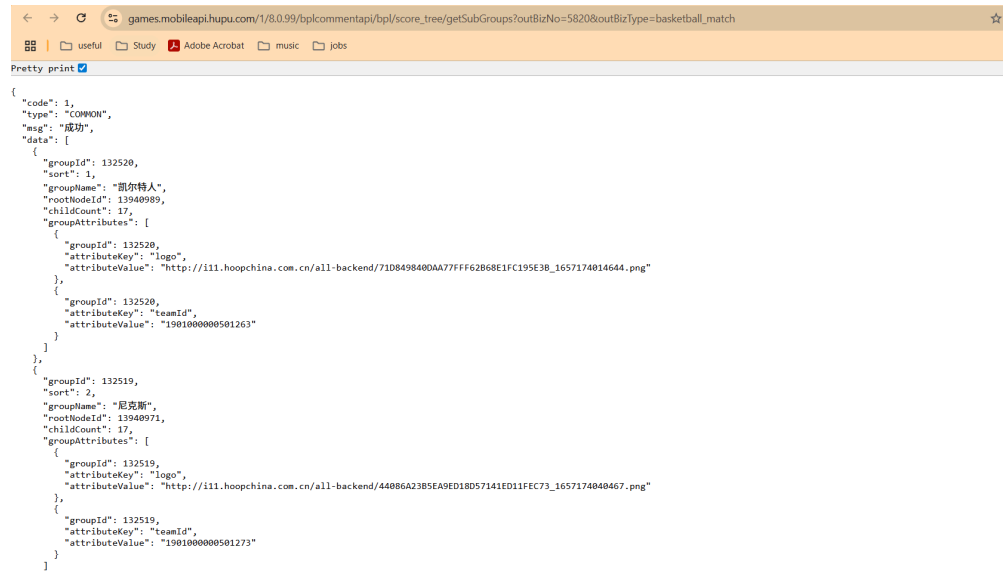 games.mobileapi.hupu.com/1/8.0.99/bplcommentapi/bpl/score_tree/getSubGroups?outBizNo=5820&outBizType=basketball_match
useful Study Adobe Acrobat music jobs
Pretty print
{
"code": 1,
"type": "COMMON",
"msg": "成功",
"data": [
{
"groupId": 132520,
"sort": 1,
"groupName": "凯尔特人",
"rootNodeId": 13940989,
"childCount": 17,
"groupAttributes": [
{
"groupId": 132520,
"attributeKey": "logo",
"attributeValue": "http://i11.hoopchina.com.cn/all-backend/71D849840DAA77FFF62B68E1FC195E3B_1657174014644.png"
},
{
"groupId": 132520,
"attributeKey": "teamId",
"attributeValue": "1901000000501263"
}
]
},
{
"groupId": 132519,
"sort": 2,
"groupName": "尼克斯",
"rootNodeId": 13940971,
"childCount": 17,
"groupAttributes": [
{
"groupId": 132519,
"attributeKey": "logo",
"attributeValue": "http://i11.hoopchina.com.cn/all-backend/44086A23B5EA9ED18D57141ED11FEC73_1657174040467.png"
},
{
"groupId": 132519,
"attributeKey": "teamId",
"attributeValue": "1901000000501273"
}
]